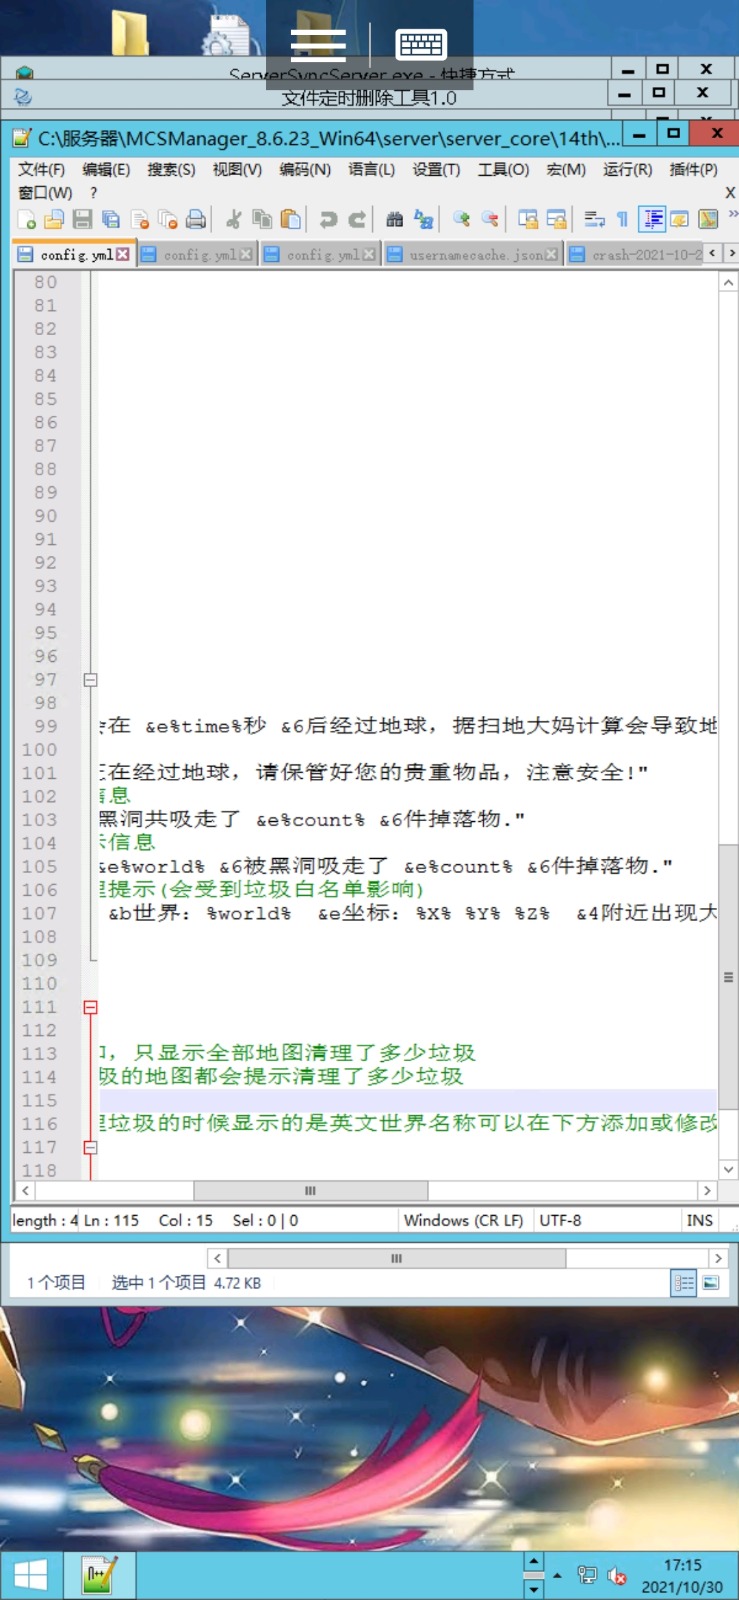 ServerSyncServer.exe - 快捷方式
文件定时删除工具1.0
C:\服务器\MCSManager_8.6.23_Win64\server\server_core\14th\...
文件(F) 编辑(E) 搜索(S) 视图(V) 编码(N) 语言(L) 设置(T) 工具(O) 宏(M) 运行(R) 插件(P)
窗口(W) ? X
config.yml config.yml config.yml usernamecache.json crash-2021-10-2
80
81
82
83
84
85
86
87
88
89
90
91
92
93
94
95
96
97
98
99 在 &e%time%秒 &6后经过地球，据扫地大妈计算会导致地
100
101 在经过地球，请保管好您的贵重物品，注意安全!"
102 信息
103 黑洞共吸走了 &e%count% &6件掉落物."
104 示信息
105 &e%world% &6被黑洞吸走了 &e%count% &6件掉落物."
106 提示(会受到垃圾白名单影响)
107 &b世界: %world% &e坐标: %X% %Y% %Z% &4附近出现大
108
109
110
111
112
113 ，只显示全部地图清理了多少垃圾
114 圾的地图都会提示清理了多少垃圾
115
116 垃圾的时候显示的是英文世界名称可以在下方添加或修改
117
118
length : 4 Ln : 115 Col : 15 Sel : 0 | 0 Windows (CR LF) UTF-8 INS
1 个项目 选中 1 个项目 4.72 KB
17:15
2021/10/30